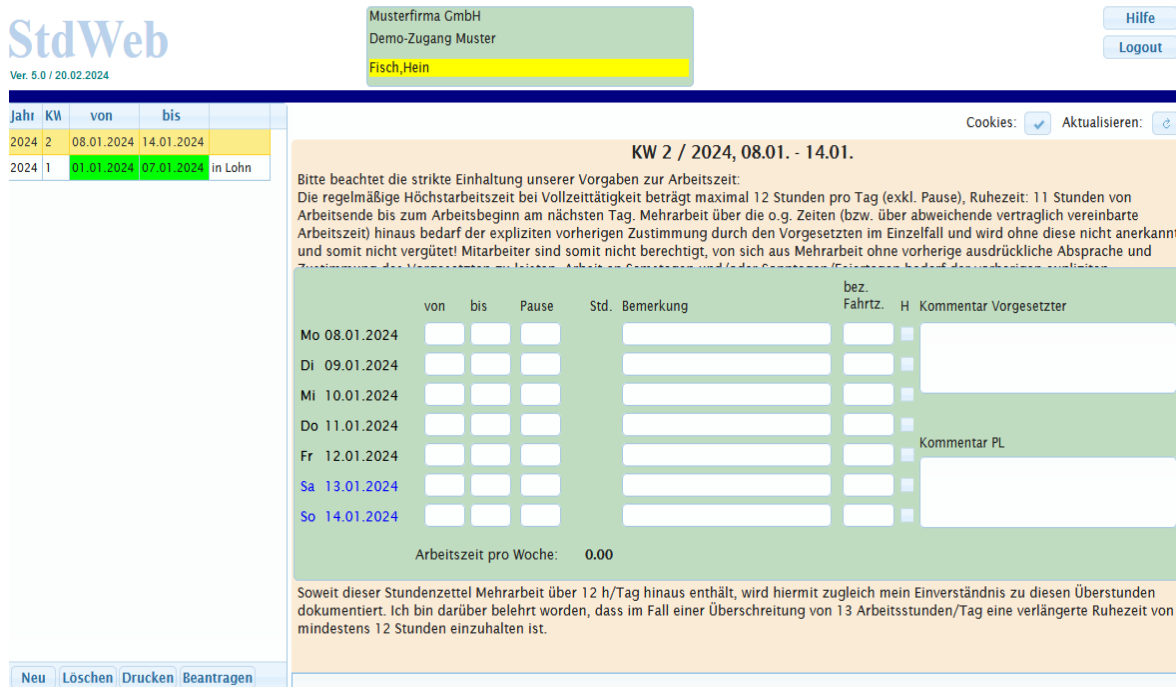 StdWeb
Ver. 5.0 / 20.02.2024
Musterfirma GmbH
Demo-Zugang Muster
Fisch,Hein
Hilfe
Logout
Jahr KW von bis
2024 2 08.01.2024 14.01.2024
2024 1 01.01.2024 07.01.2024 in Lohn
Cookies: Aktualisieren:
KW 2 / 2024, 08.01. - 14.01.
Bitte beachtet die strikte Einhaltung unserer Vorgaben zur Arbeitszeit:
Die regelmäßige Höchstarbeitszeit bei Vollzeittätigkeit beträgt maximal 12 Stunden pro Tag (exkl. Pause), Ruhezeit: 11 Stunden von
Arbeitsende bis zum Arbeitsbeginn am nächsten Tag. Mehrarbeit über die o.g. Zeiten (bzw. über abweichende vertraglich vereinbarte
Arbeitszeit) hinaus bedarf der expliziten vorherigen Zustimmung durch den Vorgesetzten im Einzelfall und wird ohne diese nicht anerkannt
und somit nicht vergütet! Mitarbeiter sind somit nicht berechtigt, von sich aus Mehrarbeit ohne vorherige ausdrückliche Absprache und
von bis Pause Std. Bemerkung bez. Fahrtz. H Kommentar Vorgesetzter
Mo 08.01.2024
Di 09.01.2024
Mi 10.01.2024
Do 11.01.2024
Kommentar PL
Fr 12.01.2024
Sa 13.01.2024
So 14.01.2024
Arbeitszeit pro Woche: 0.00
Soweit dieser Stundenzettel Mehrarbeit über 12 h/Tag hinaus enthält, wird hiermit zugleich mein Einverständnis zu diesen Überstunden
dokumentiert. Ich bin darüber belehrt worden, dass im Fall einer Überschreitung von 13 Arbeitsstunden/Tag eine verlängerte Ruhezeit von
mindestens 12 Stunden einzuhalten ist.
Neu Löschen Drucken Beantragen